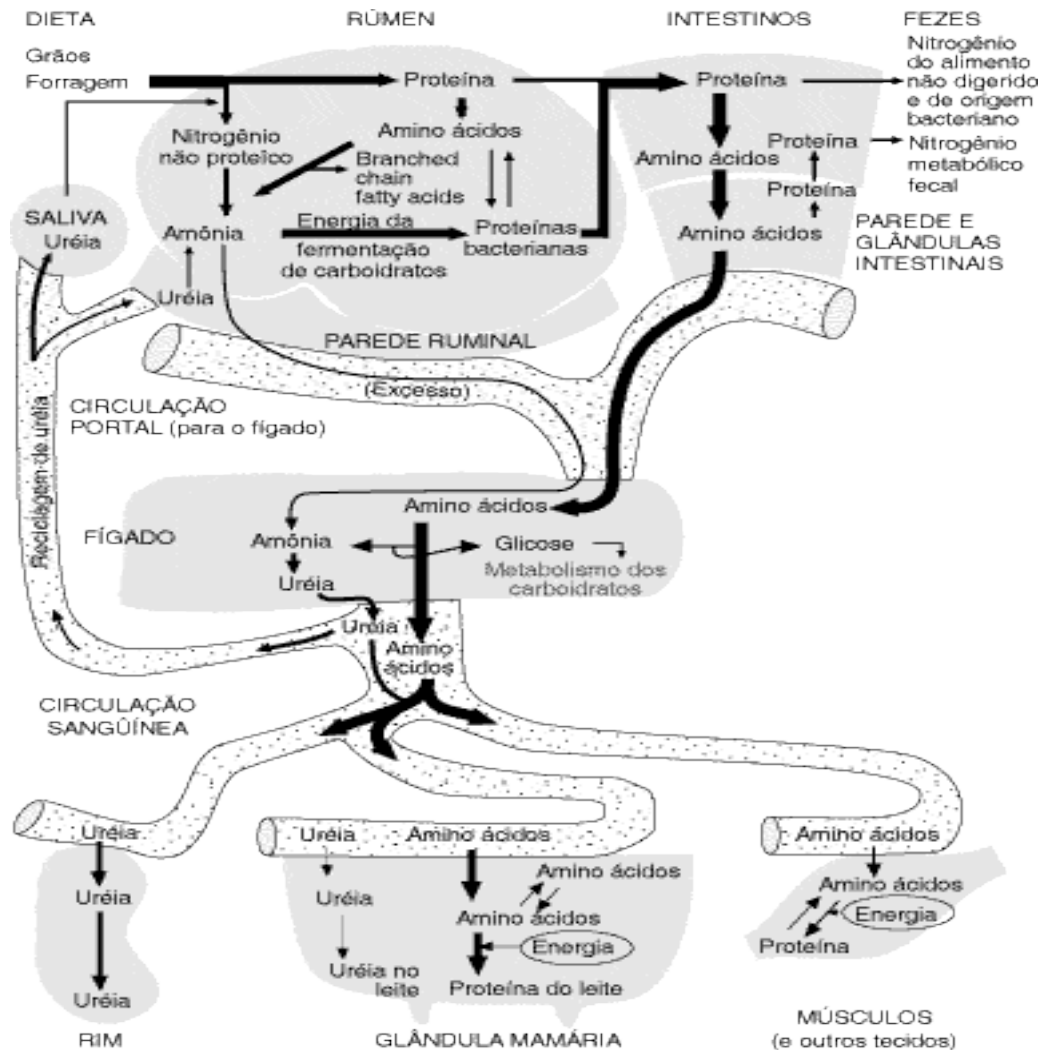 DIETA
RÚMEN
INTESTINOS
FEZES
Grãos
Forragem
Proteína
Proteína
Nitrogênio
do alimento
não digerido
e de origem
bacteriano
Nitrogênio
não proteíco
Amino ácidos
Branched
chain
fatty acids
Amino ácidos
Proteína
Proteína
Nitrogênio
metabólico
fecal
SALIVA
Uréia
Amônia
Energia da
fermentação
de carboidratos
Proteínas
bacterianas
Amino ácidos
PAREDE E
GLÂNDULAS
INTESTINAIS
Uréia
PAREDE RUMINAL
(Excesso)
CIRCULAÇÃO
PORTAL (para o fígado)
Reciclagem de uréia
Amino ácidos
FÍGADO
Amônia
Glicose
Uréia
Metabolismo dos
carboidratos
Uréia
Amino
ácidos
CIRCULAÇÃO
SANGÜÍNEA
Uréia
Uréia
Amino ácidos
Amino ácidos
Uréia
Uréia
Amino ácidos
Amino ácidos
Energia
Amino ácidos
Energia
Proteína
Uréia
Uréia no
leite
Proteína do leite
RIM
GLÂNDULA MAMÁRIA
MÚSCULOS
(e outros tecidos)